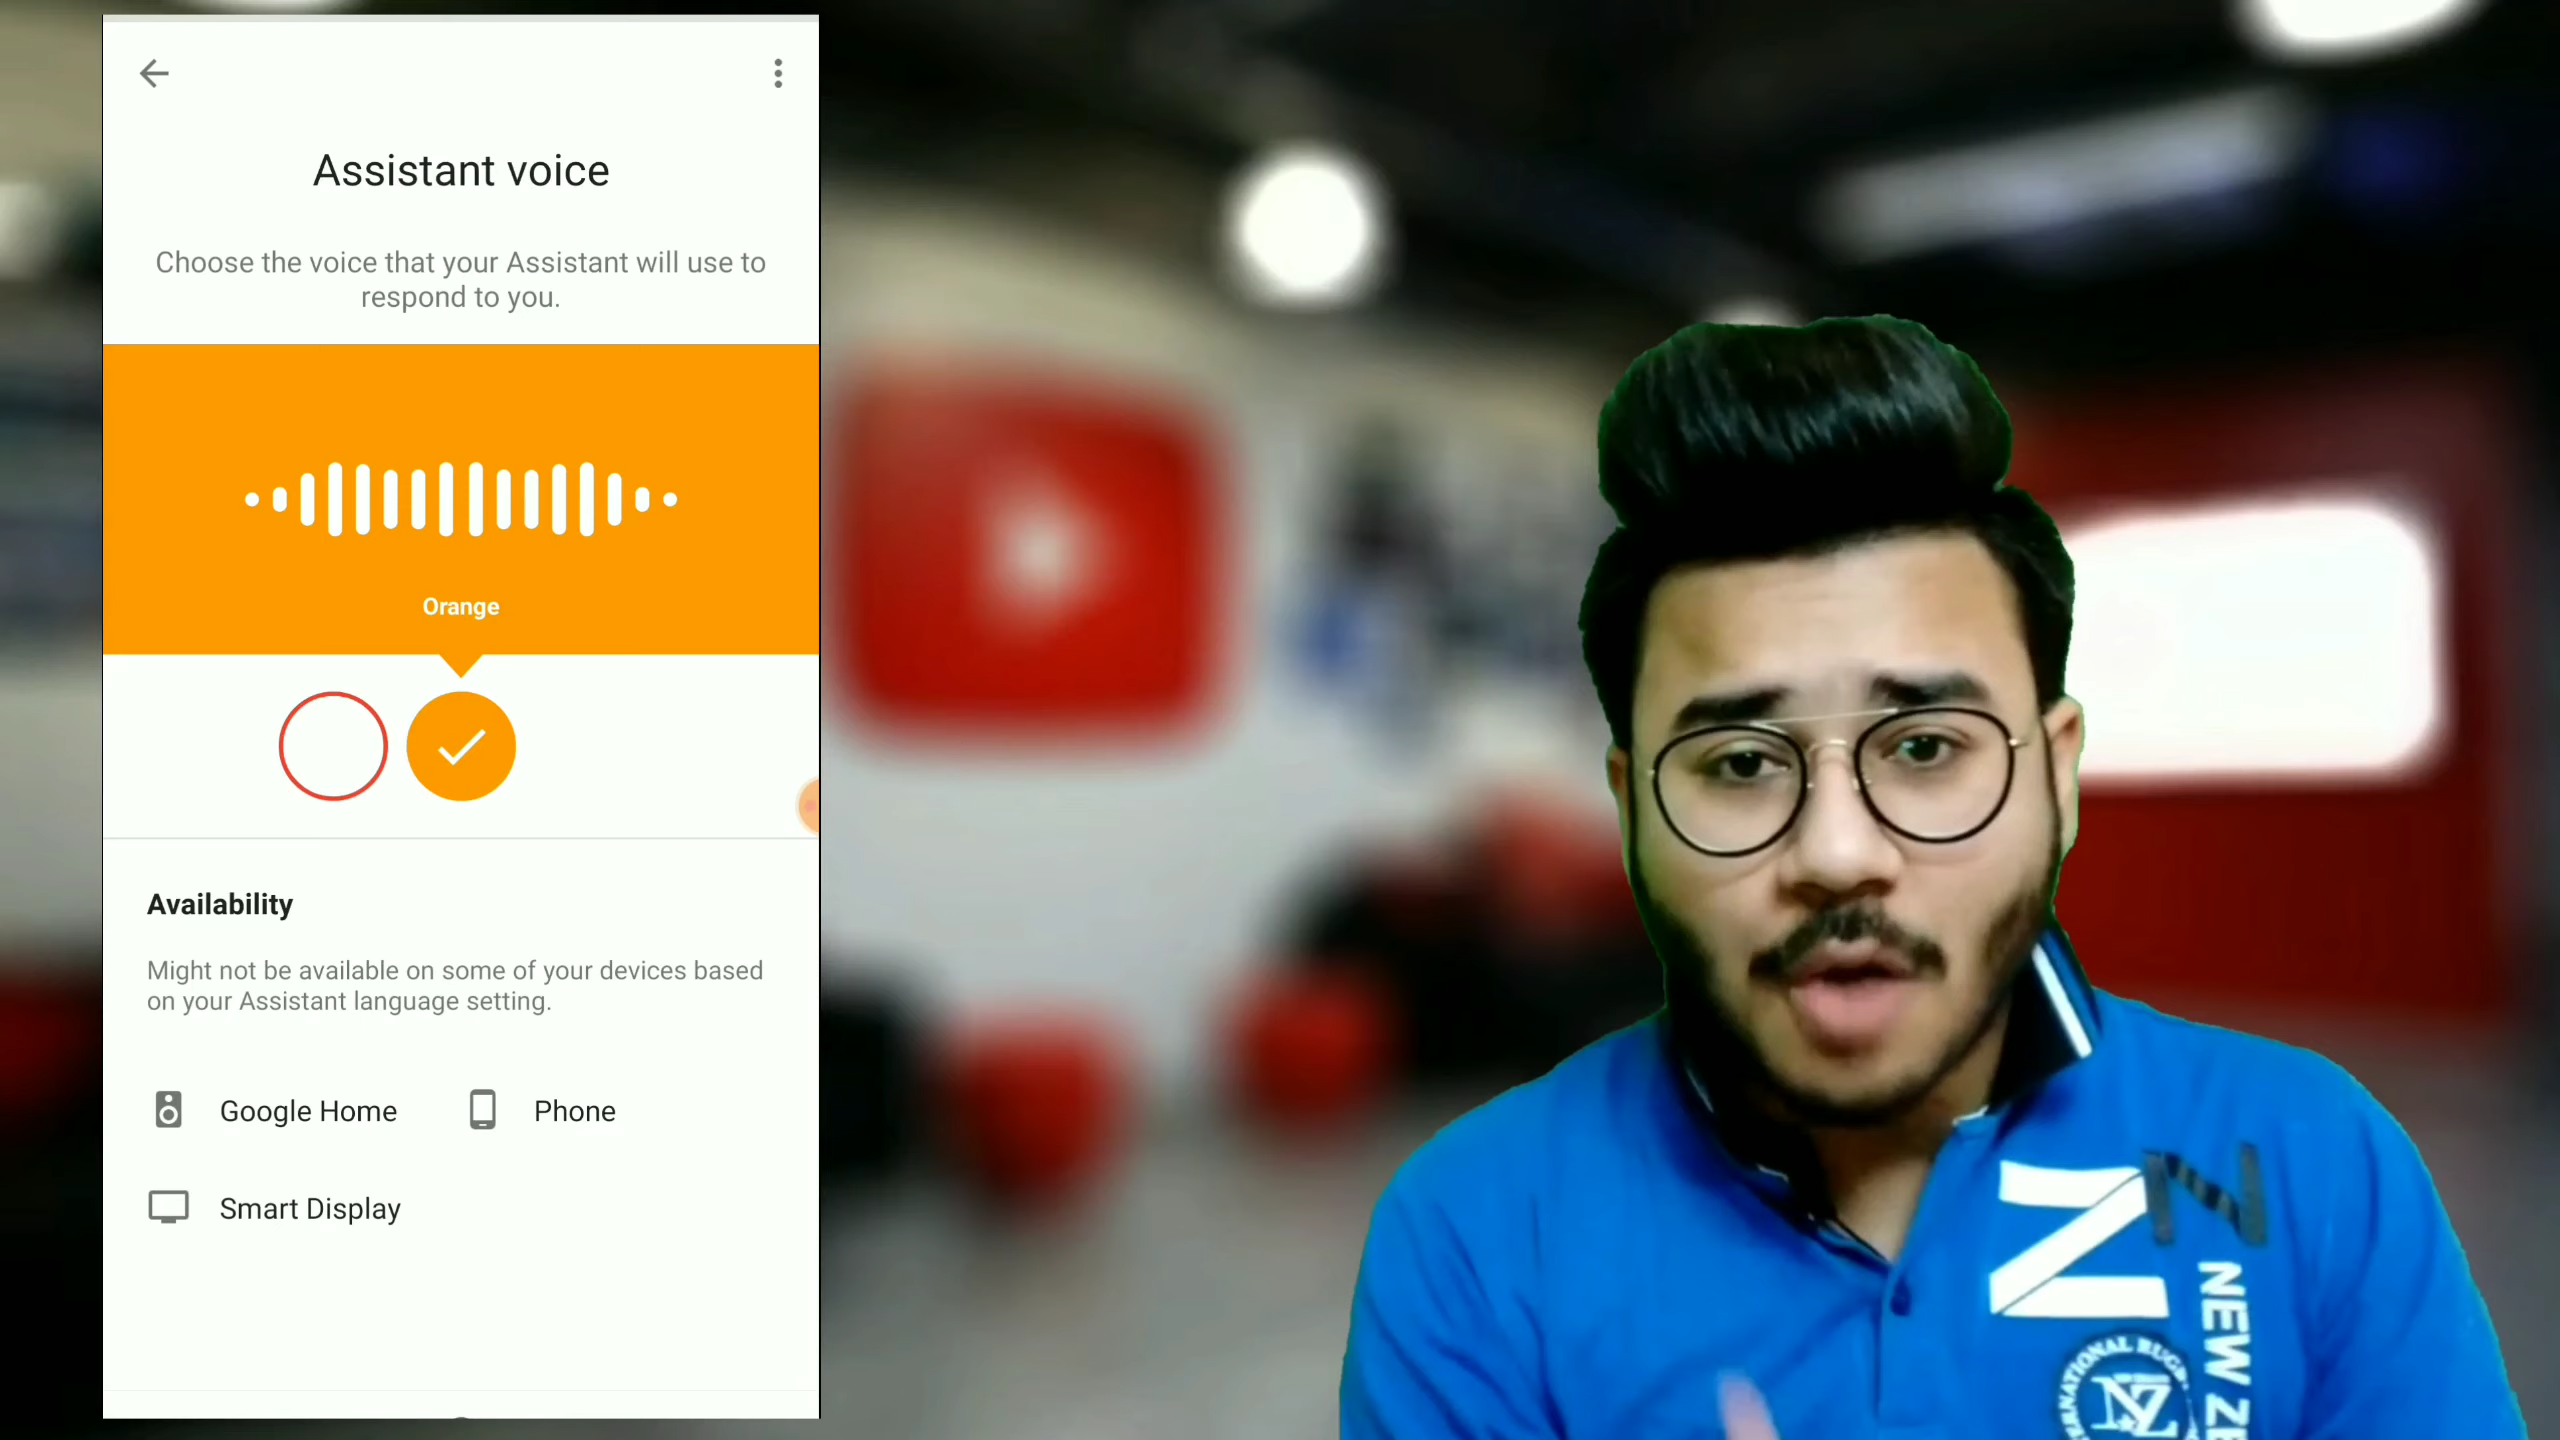 Assistant voice
Choose the voice that your Assistant will use to
respond to you.
Orange
Availability
Might not be available on some of your devices based
on your Assistant language setting.
Google Home
Phone
Smart Display
N
N
NEW
NZ